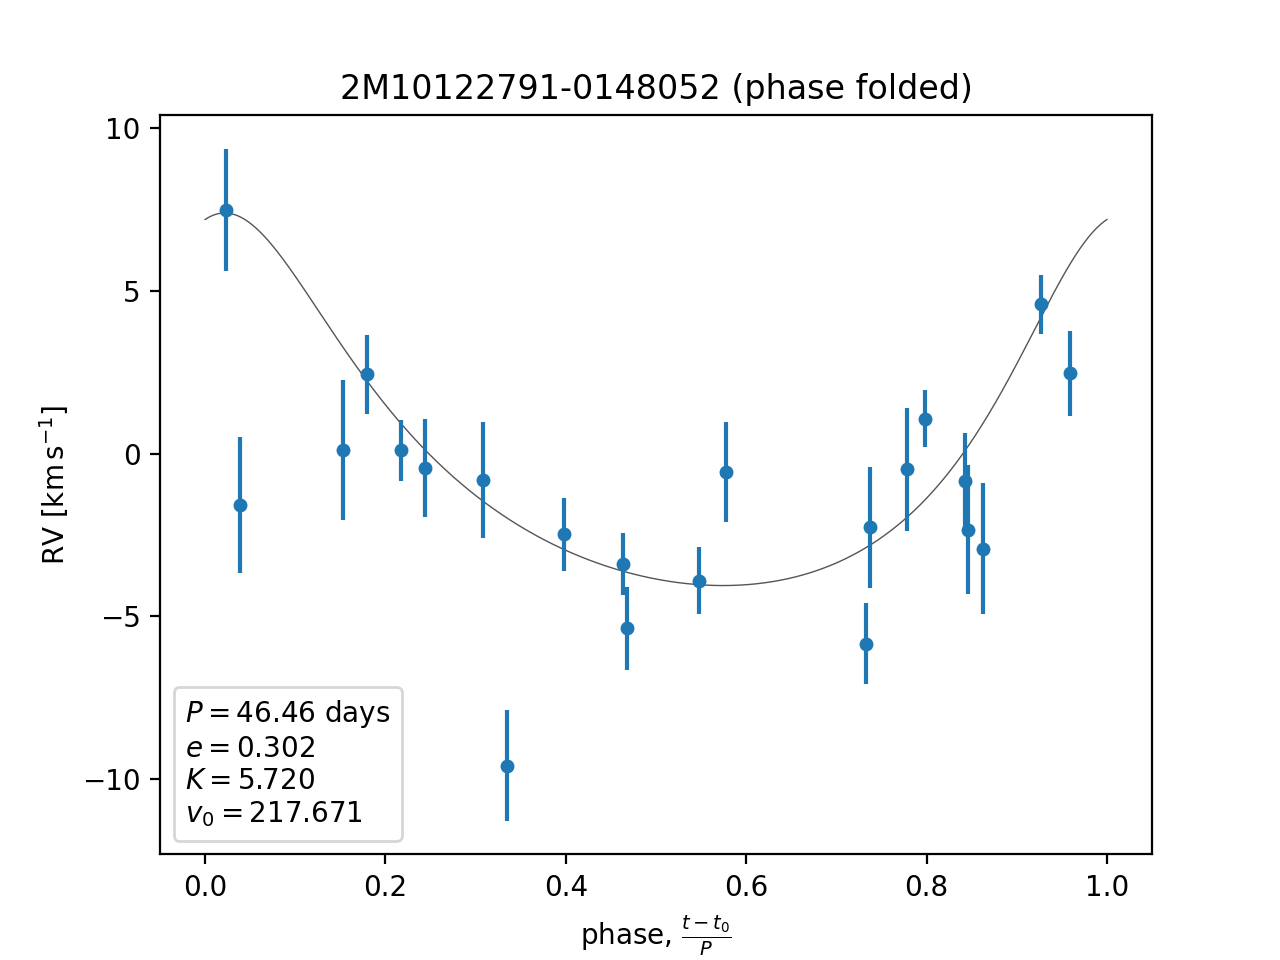 2M10122791-0148052 (phase folded)
RV [km s⁻¹]
10
5
0
−5
−10
P = 46.46 days
e = 0.302
K = 5.720
v₀ = 217.671
0.0 0.2 0.4 0.6 0.8 1.0
phase, (t − t₀)/P